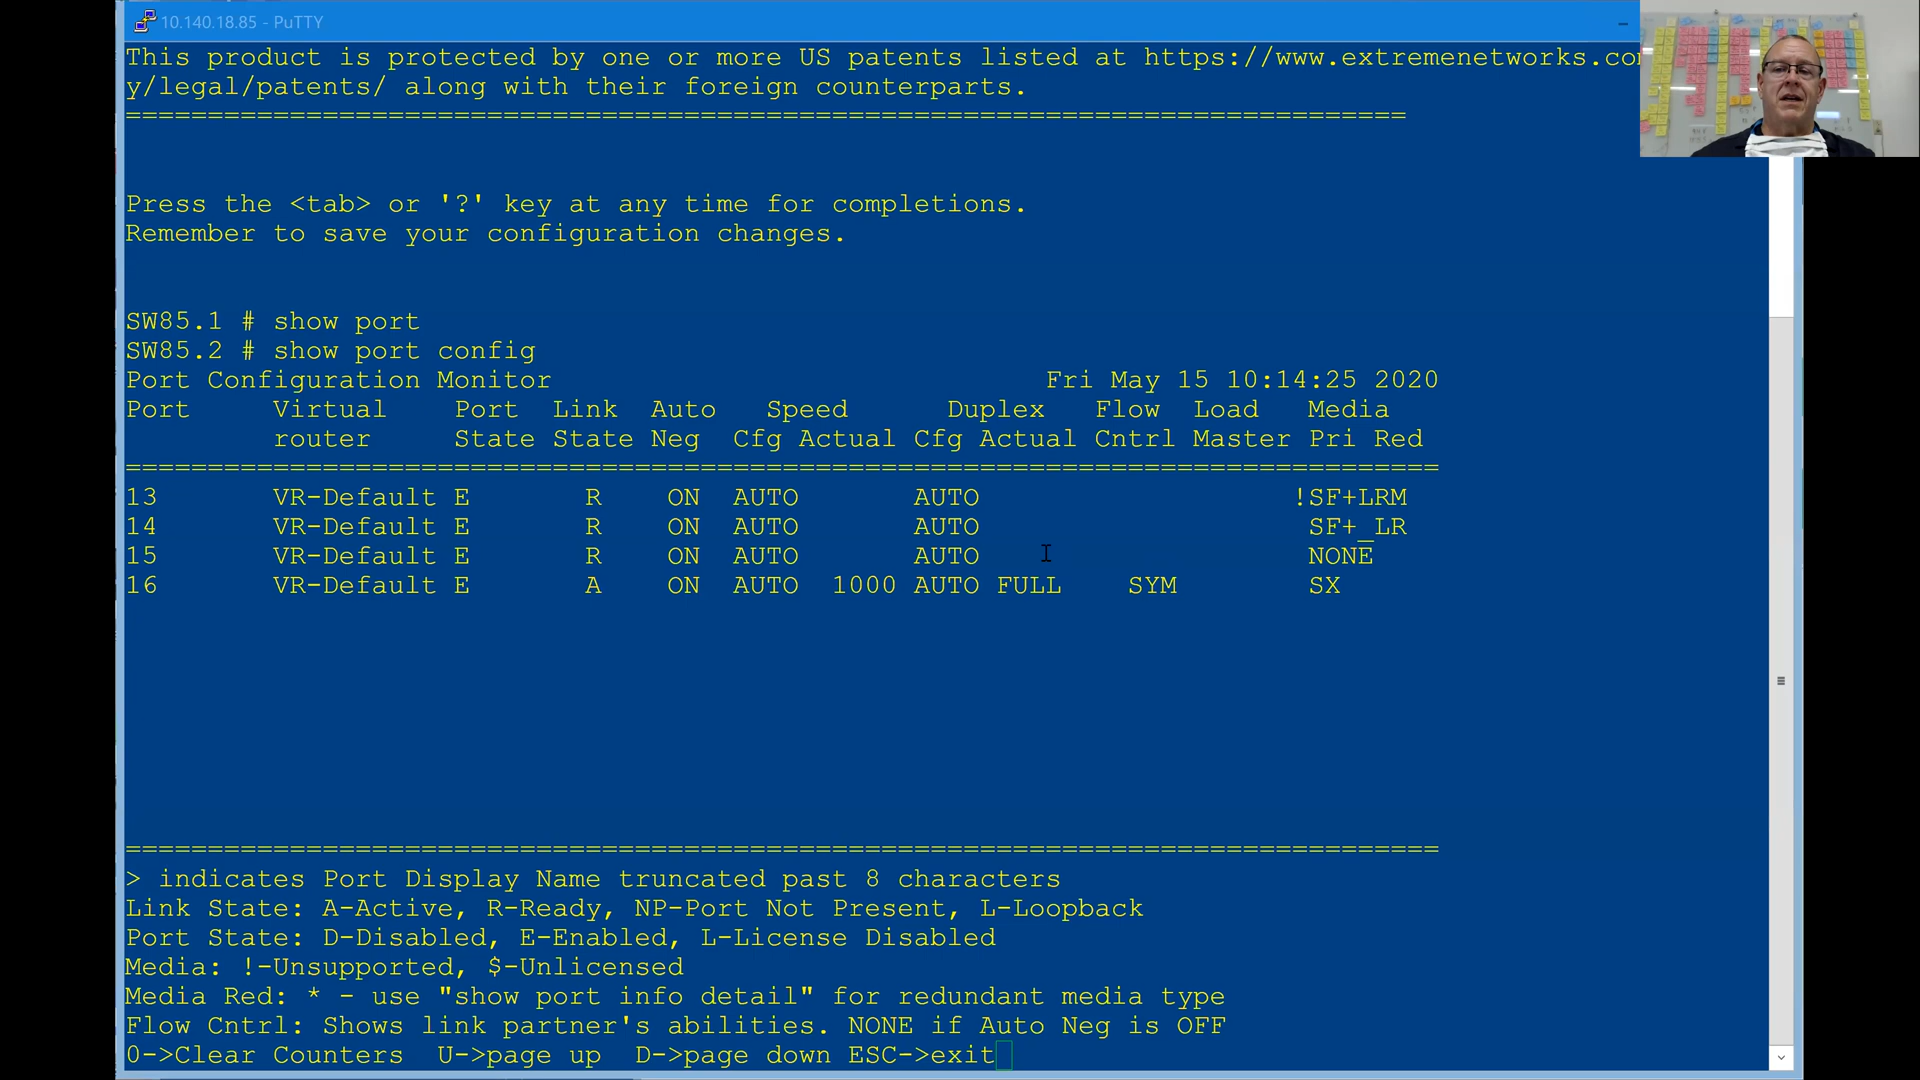 10.140.18.85 - PuTTY
This product is protected by one or more US patents listed at https://www.extremenetworks.co
y/legal/patents/ along with their foreign counterparts.
==============================================================================
Press the <tab> or '?' key at any time for completions.
Remember to save your configuration changes.
SW85.1 # show port
SW85.2 # show port config
Port Configuration Monitor                              Fri May 15 10:14:25 2020
Port     Virtual    Port  Link  Auto   Speed      Duplex   Flow  Load   Media
         router     State State Neg  Cfg Actual Cfg Actual Cntrl Master Pri Red
================================================================================
13       VR-Default E       R    ON  AUTO       AUTO                   !SF+LRM
14       VR-Default E       R    ON  AUTO       AUTO                    SF+_LR
15       VR-Default E       R    ON  AUTO       AUTO                    NONE
16       VR-Default E       A    ON  AUTO  1000 AUTO FULL    SYM        SX
================================================================================
> indicates Port Display Name truncated past 8 characters
Link State: A-Active, R-Ready, NP-Port Not Present, L-Loopback
Port State: D-Disabled, E-Enabled, L-License Disabled
Media: !-Unsupported, $-Unlicensed
Media Red: * - use "show port info detail" for redundant media type
Flow Cntrl: Shows link partner's abilities. NONE if Auto Neg is OFF
0->Clear Counters  U->page up  D->page down ESC->exit